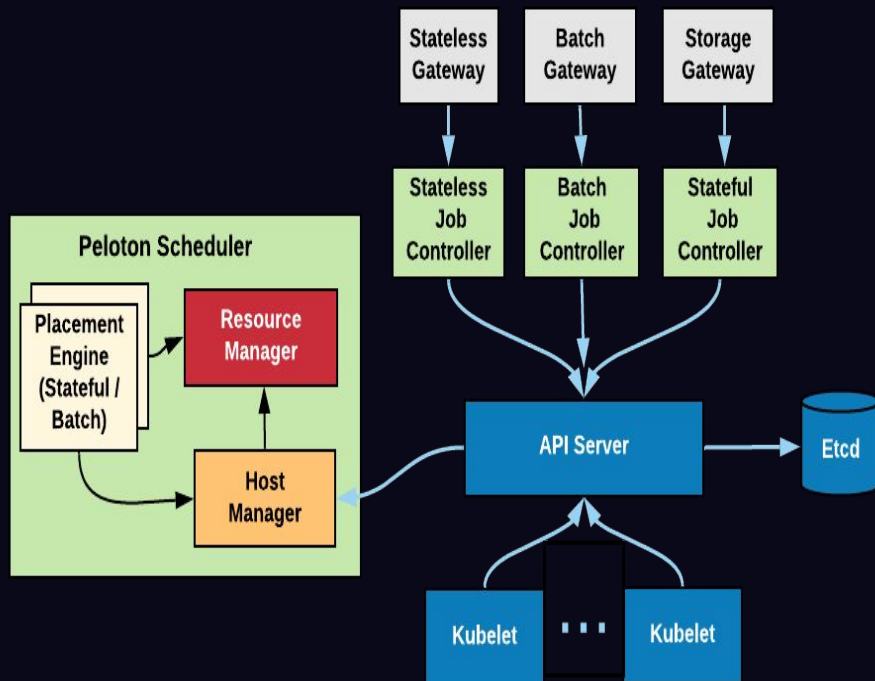 Stateless
Gateway
Batch
Gateway
Storage
Gateway
Stateless
Job
Controller
Batch
Job
Controller
Stateful
Job
Controller
Peloton Scheduler
Placement
Engine
(Stateful /
Batch)
Resource
Manager
Host
Manager
API Server
Etcd
Kubelet
...
Kubelet